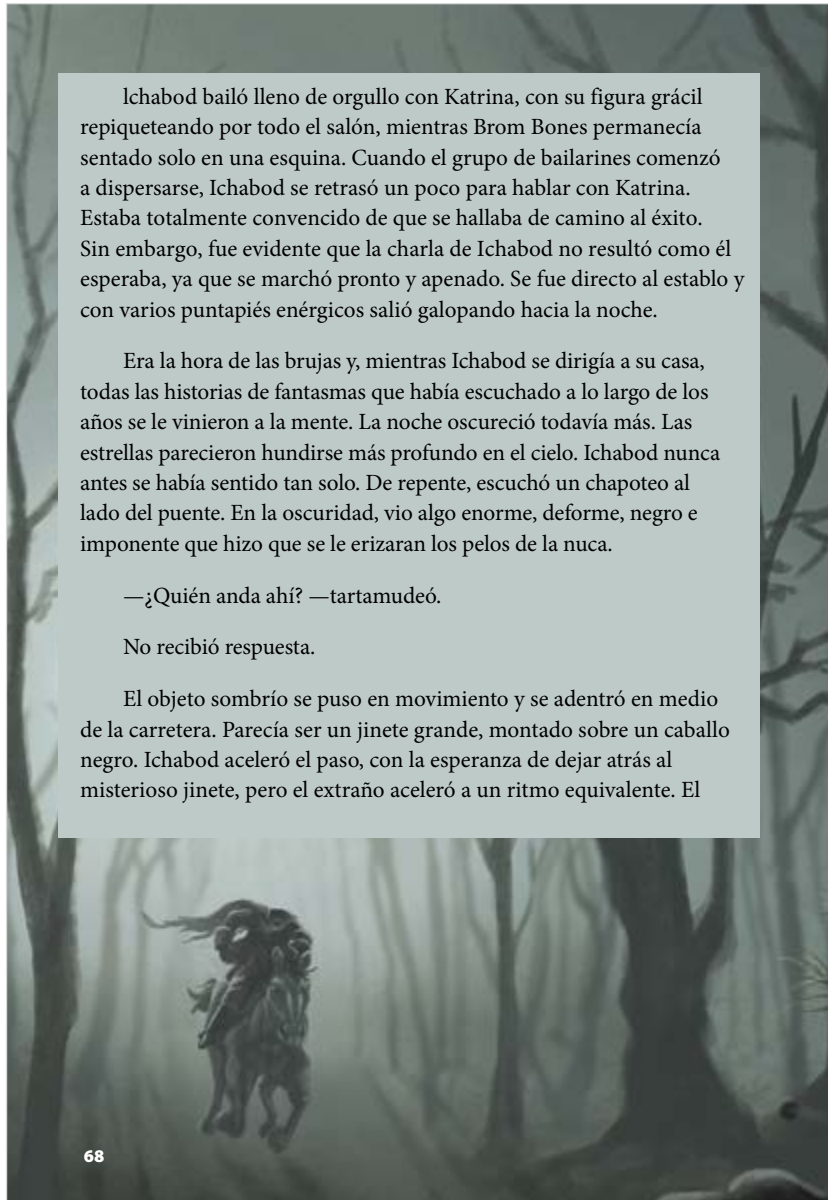 Ichabod bailó lleno de orgullo con Katrina, con su figura grácil
repiqueteando por todo el salón, mientras Brom Bones permanecía
sentado solo en una esquina. Cuando el grupo de bailarines comenzó
a dispersarse, Ichabod se retrasó un poco para hablar con Katrina.
Estaba totalmente convencido de que se hallaba de camino al éxito.
Sin embargo, fue evidente que la charla de Ichabod no resultó como él
esperaba, ya que se marchó pronto y apenado. Se fue directo al establo y
con varios puntapiés enérgicos salió galopando hacia la noche.
Era la hora de las brujas y, mientras Ichabod se dirigía a su casa,
todas las historias de fantasmas que había escuchado a lo largo de los
años se le vinieron a la mente. La noche oscureció todavía más. Las
estrellas parecieron hundirse más profundo en el cielo. Ichabod nunca
antes se había sentido tan solo. De repente, escuchó un chapoteo al
lado del puente. En la oscuridad, vio algo enorme, deforme, negro e
imponente que hizo que se le erizaran los pelos de la nuca.
—¿Quién anda ahí? —tartamudeó.
No recibió respuesta.
El objeto sombrío se puso en movimiento y se adentró en medio
de la carretera. Parecía ser un jinete grande, montado sobre un caballo
negro. Ichabod aceleró el paso, con la esperanza de dejar atrás al
misterioso jinete, pero el extraño aceleró a un ritmo equivalente. El
68